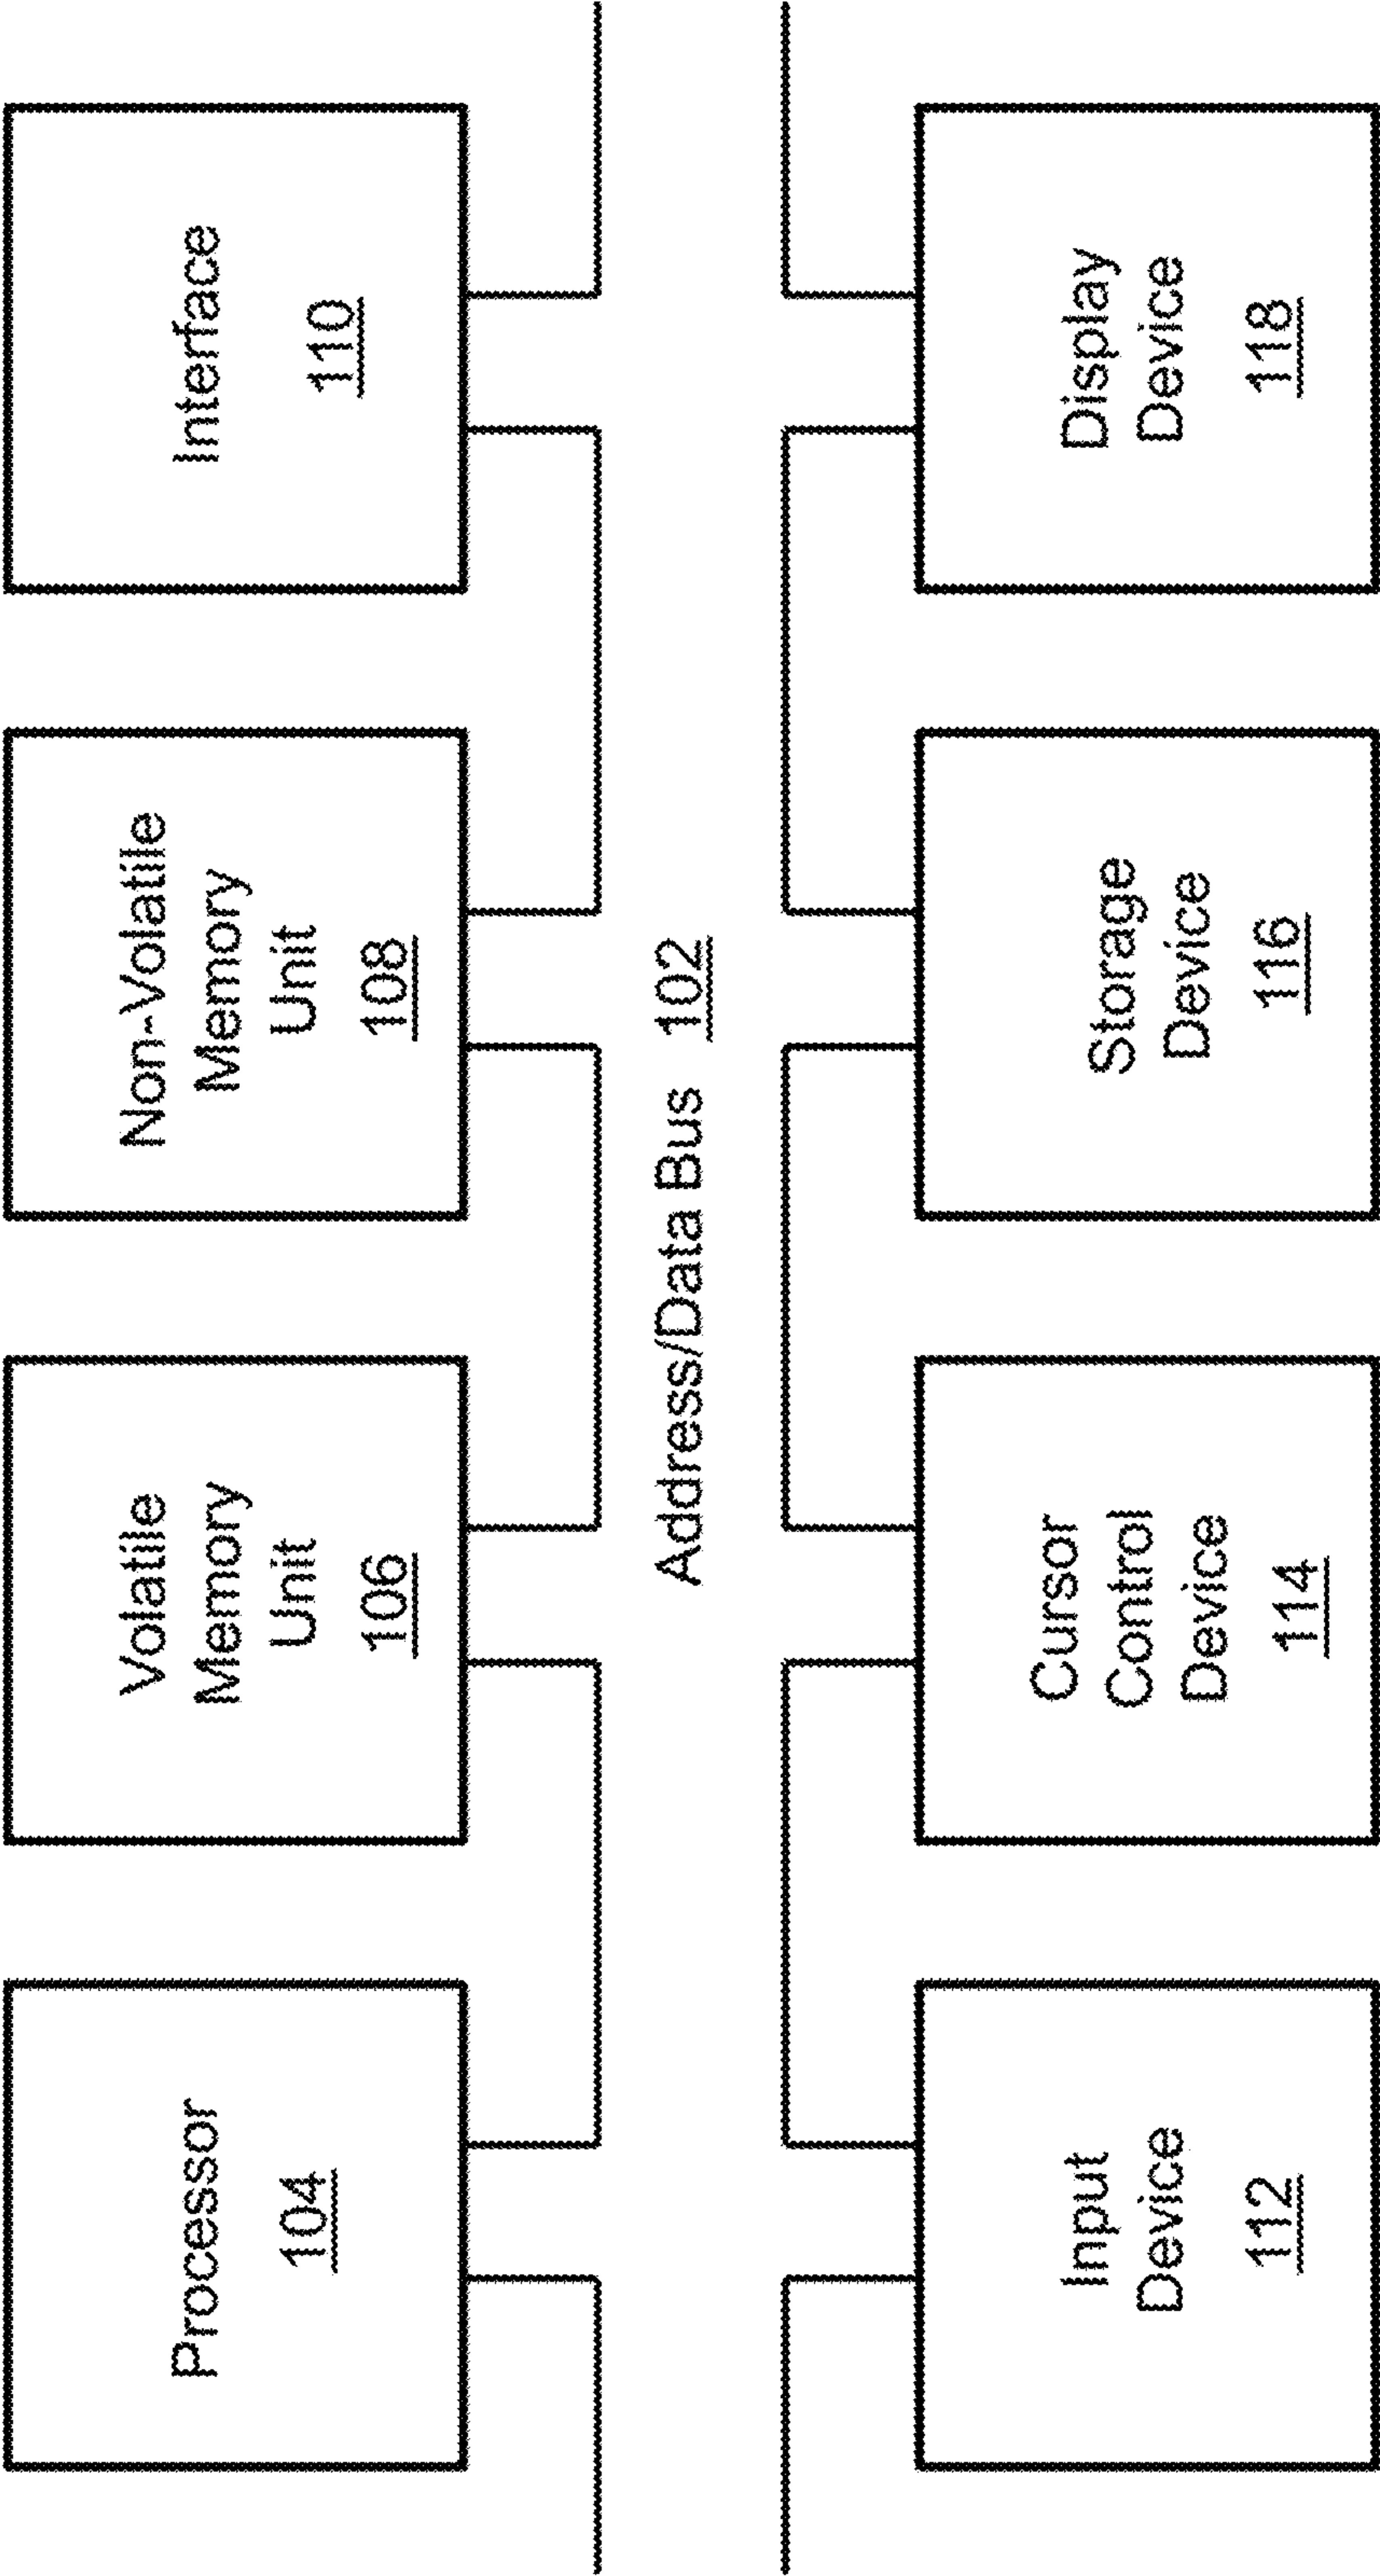 Processor
104
Volatile
Memory
Unit
106
Non-Volatile
Memory
Unit
108
Interface
110
Address/Data Bus 102
Input
Device
112
Cursor
Control
Device
114
Storage
Device
116
Display
Device
118